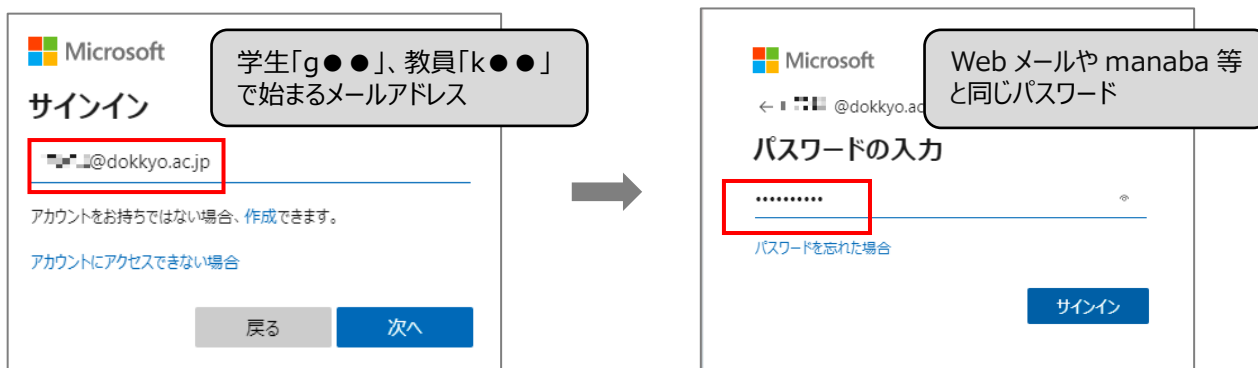 Microsoft
学生「g●●」、教員「k●●」
で始まるメールアドレス
サインイン
@dokkyo.ac.jp
アカウントをお持ちではない場合、作成できます。
アカウントにアクセスできない場合
戻る
次へ
Microsoft
Web メールや manaba 等
と同じパスワード
← @dokkyo.ac
パスワードの入力
••••••••••
パスワードを忘れた場合
サインイン